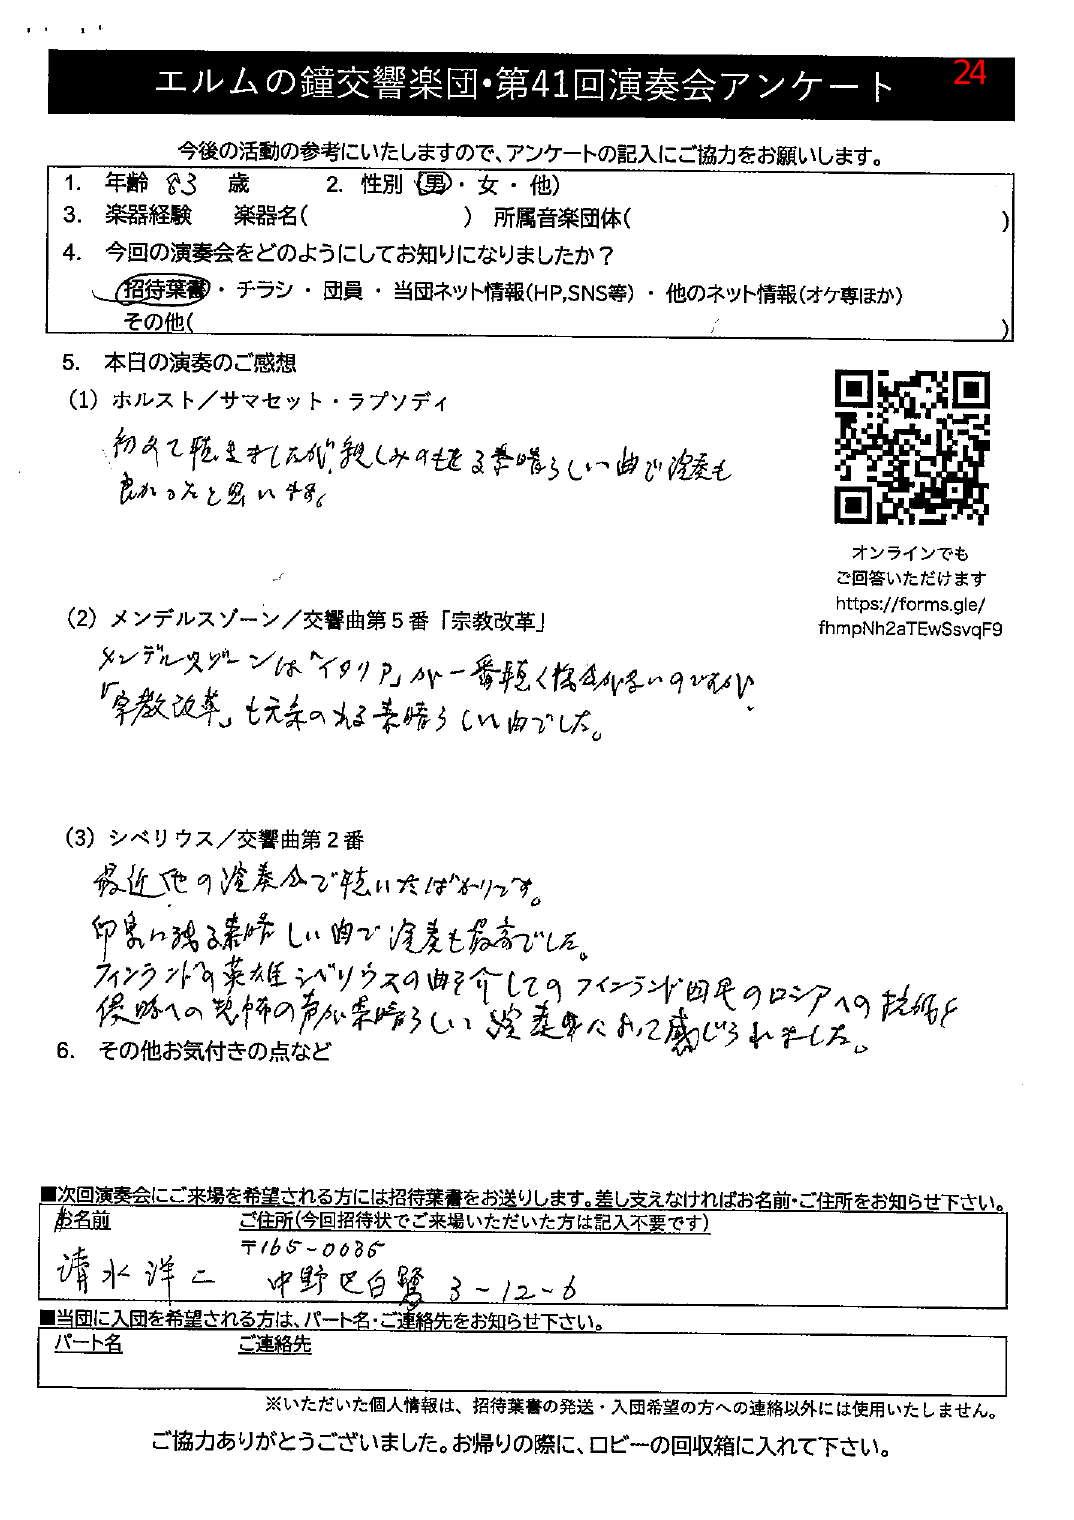 24
エルムの鐘交響楽団・第41回演奏会アンケート
今後の活動の参考にいたしますので、アンケートの記入にご協力をお願いします。
1. 年齢 83 歳 2. 性別(男・女・他)
3. 楽器経験 楽器名( ) 所属音楽団体( )
4. 今回の演奏会をどのようにしてお知りになりましたか？
招待葉書・チラシ・団員・当団ネット情報(HP,SNS等)・他のネット情報(オケ専ほか)
その他( )
5. 本日の演奏のご感想
(1) ホルスト／サマセット・ラプソディ
初めて聴きましたが、親しみのもてる素晴らしい曲で演奏も
良かったと思います。
オンラインでも
ご回答いただけます
https://forms.gle/
fhmpNh2aTEwSsvqF9
(2) メンデルスゾーン／交響曲第５番「宗教改革」
メンデルスゾーンは「イタリア」が一番聴く機会が多いのですが、
「宗教改革」も元気の出る素晴らしい曲でした。
(3) シベリウス／交響曲第２番
最近他の演奏会で聴いたばかりです。
印象に残る素晴しい曲で演奏も最高でした。
フィンランドの英雄シベリウスの曲を介してのフィンランド国民のロシアへの抵抗と
侵略への恐怖の声が素晴らしい演奏によって感じられました。
6. その他お気付きの点など
■次回演奏会にご来場を希望される方には招待葉書をお送りします。差し支えなければお名前・ご住所をお知らせ下さい。
お名前 ご住所(今回招待状でご来場いただいた方は記入不要です)
〒165-0035
清水洋二 中野区白鷺 3-12-6
■当団に入団を希望される方は、パート名・ご連絡先をお知らせ下さい。
パート名 ご連絡先
※いただいた個人情報は、招待葉書の発送・入団希望の方への連絡以外には使用いたしません。
ご協力ありがとうございました。お帰りの際に、ロビーの回収箱に入れて下さい。